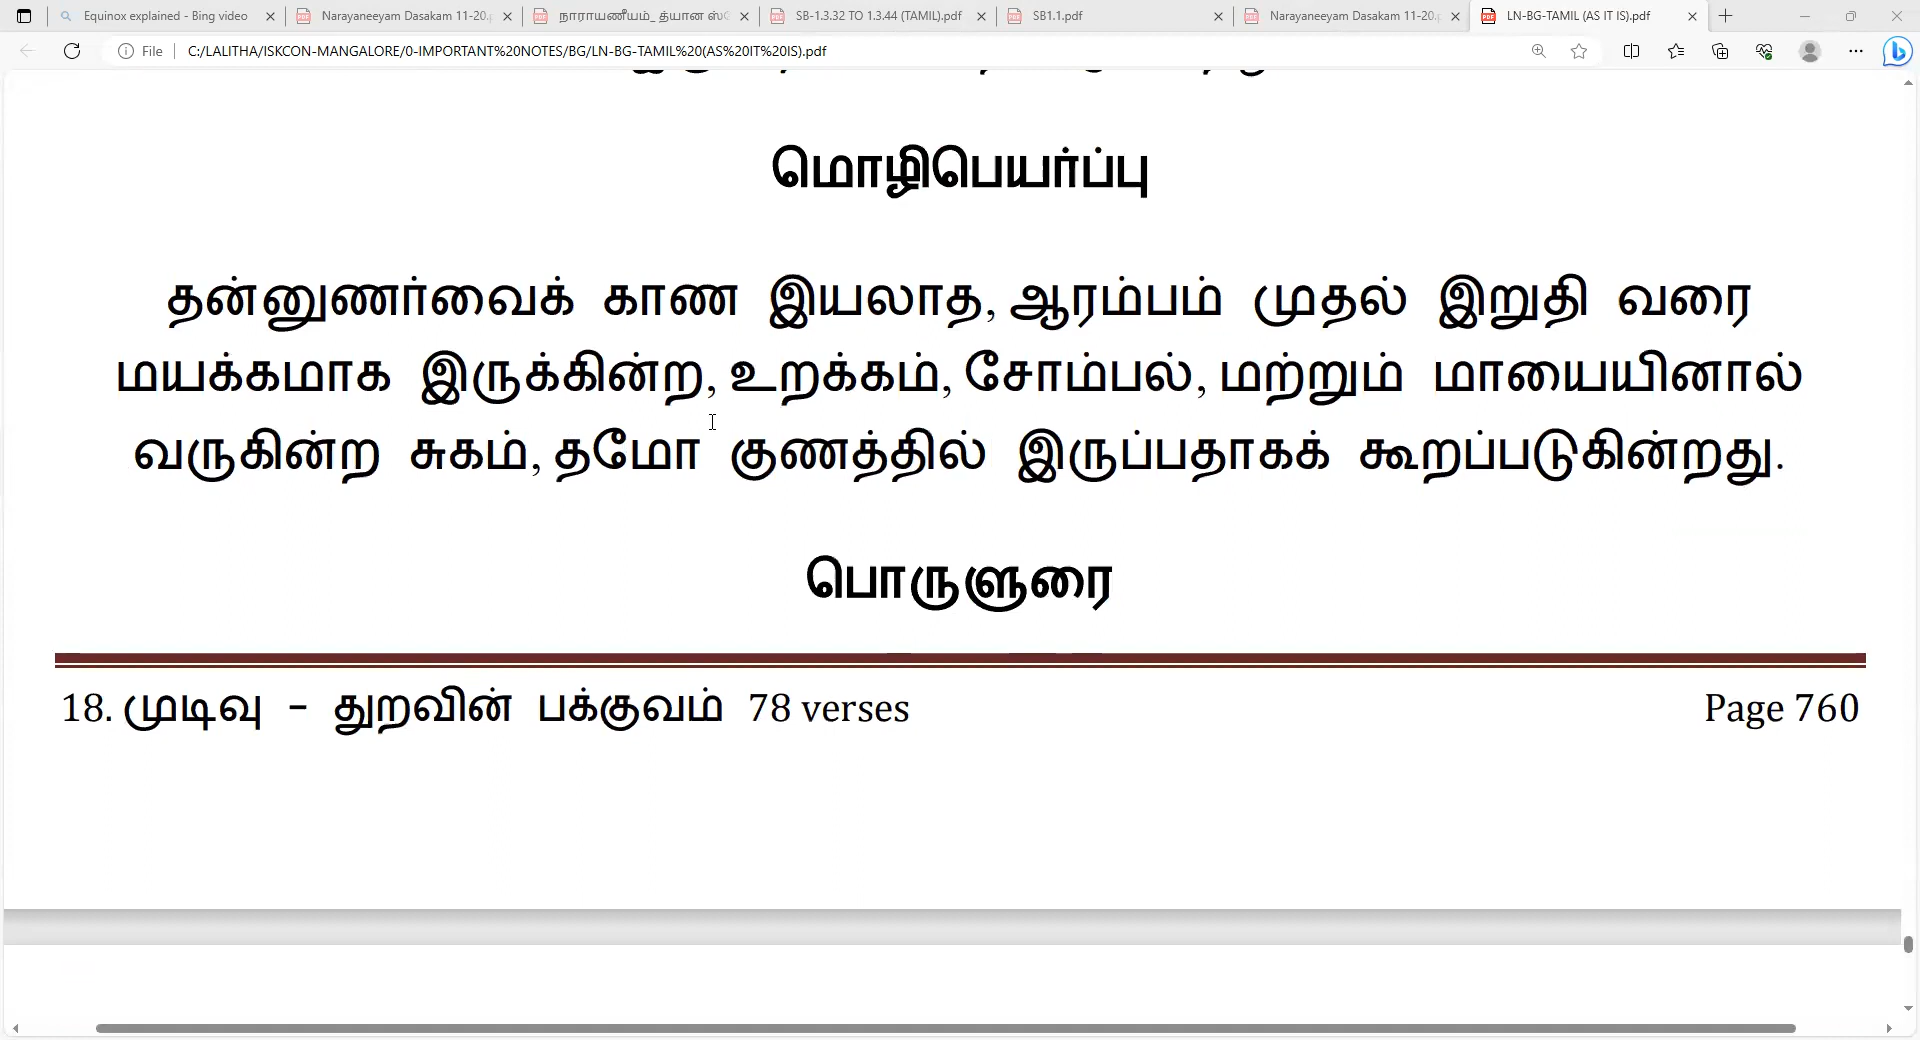 Equinox explained - Bing video
Narayaneeyam Dasakam 11-20.
நாராயணீயம்_ த்யான
SB-1.3.32 TO 1.3.44 (TAMIL).pdf
SB1.1.pdf
Narayaneeyam Dasakam 11-20.
LN-BG-TAMIL (AS IT IS).pdf
File C:/LALITHA/ISKCON-MANGALORE/0-IMPORTANT%20NOTES/BG/LN-BG-TAMIL%20(AS%20IT%20IS).pdf
மொழிபெயர்ப்பு
தன்னுணர்வைக் காண இயலாத, ஆரம்பம் முதல் இறுதி வரை
மயக்கமாக இருக்கின்ற, உறக்கம், சோம்பல், மற்றும் மாயையினால்
வருகின்ற சுகம், தமோ குணத்தில் இருப்பதாகக் கூறப்படுகின்றது.
பொருளுரை
18. முடிவு - துறவின் பக்குவம் 78 verses Page 760